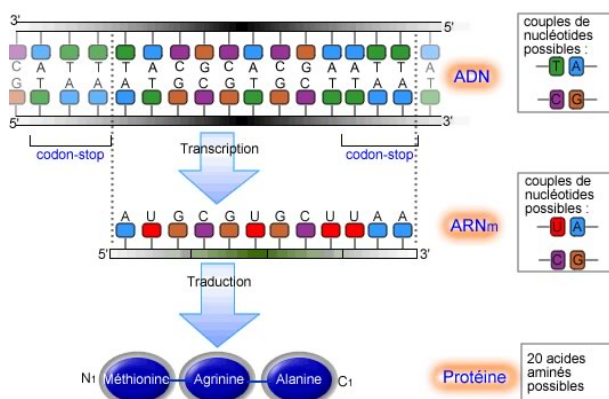 3'
5'
C A T T T A C G C A C G A A T T A
G T A A A T G C G T G C T T A A T
5'
3'
ADN
codon-stop
Transcription
codon-stop
couples de
nucléotides
possibles :
T A
C G
A U G C G U G C U U A A
5'
3'
ARNm
Traduction
couples de
nucléotides
possibles :
U A
C G
N1 Méthionine Agrinine Alanine C1
Protéine
20 acides
aminés
possibles